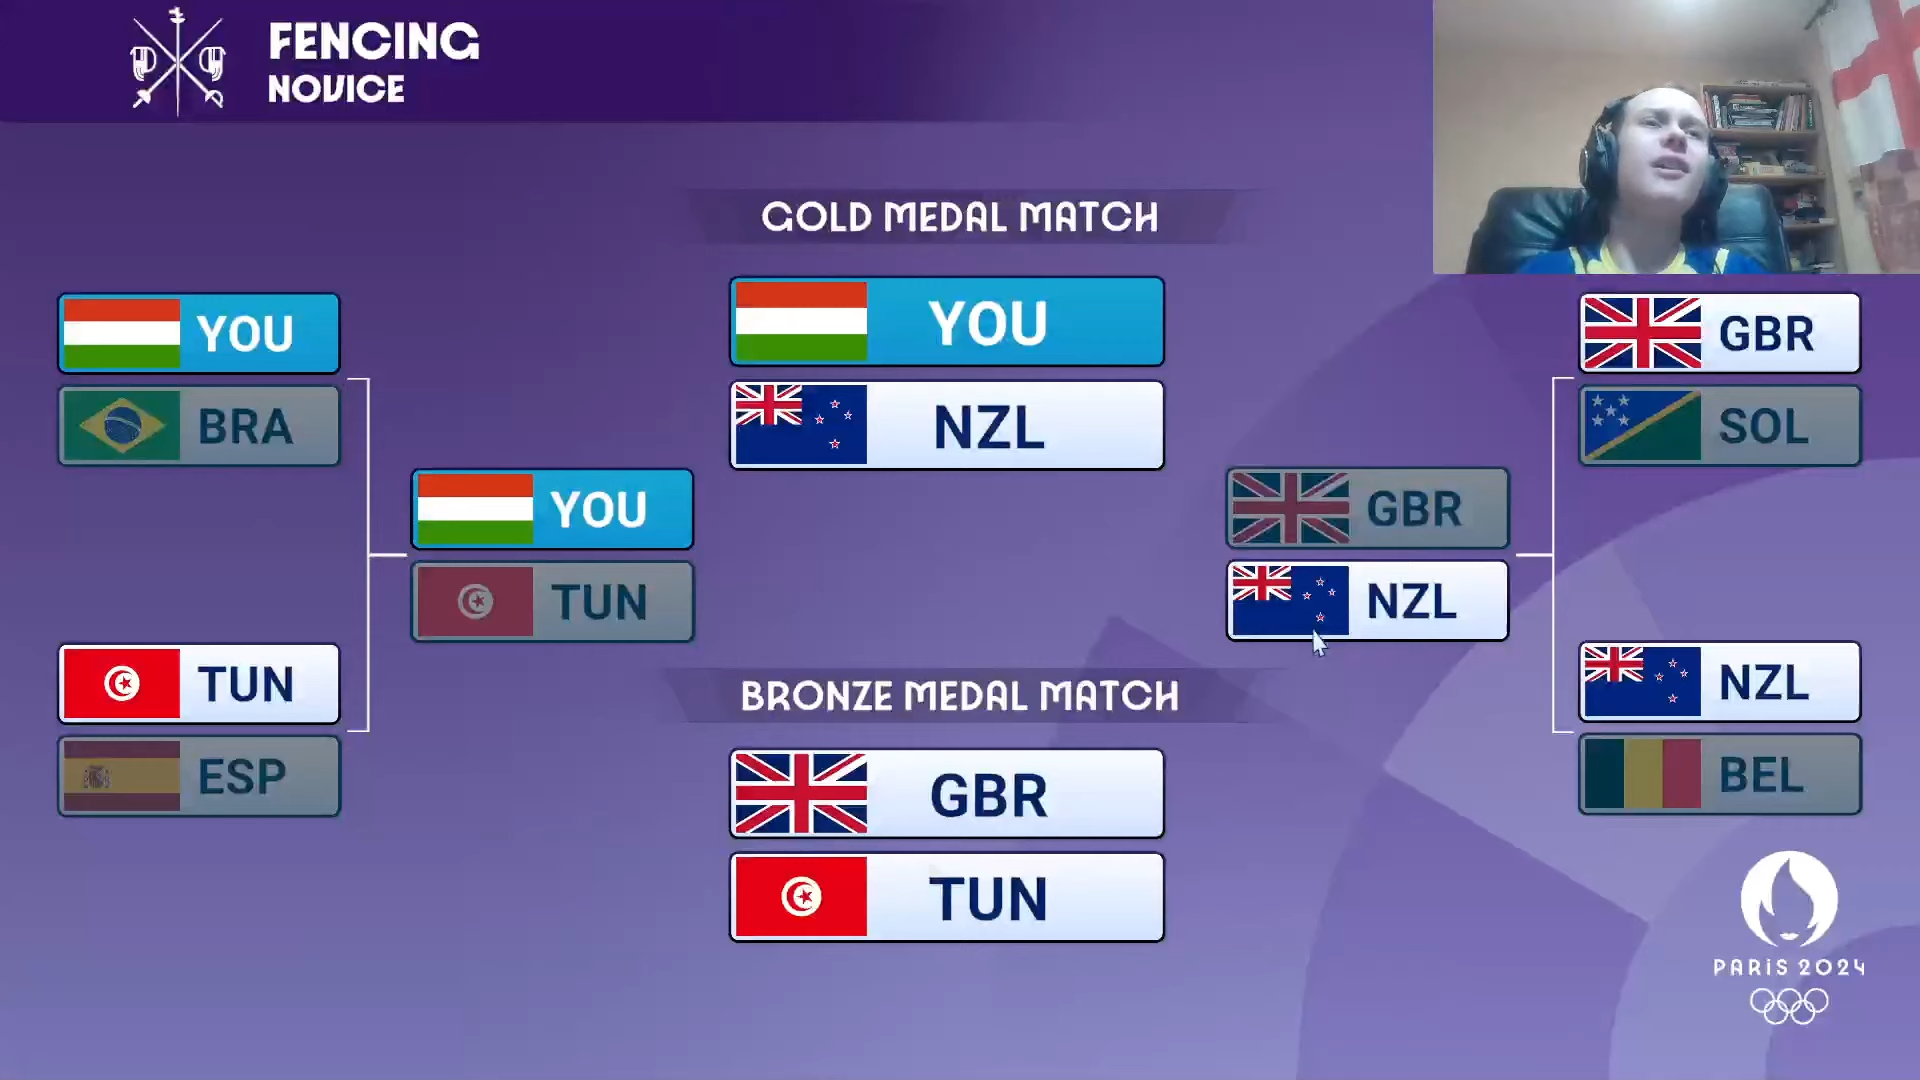 FENCING
NOVICE
GOLD MEDAL MATCH
YOU
NZL
YOU
BRA
YOU
TUN
TUN
ESP
GBR
SOL
GBR
NZL
NZL
BEL
BRONZE MEDAL MATCH
GBR
TUN
PARIS 2024